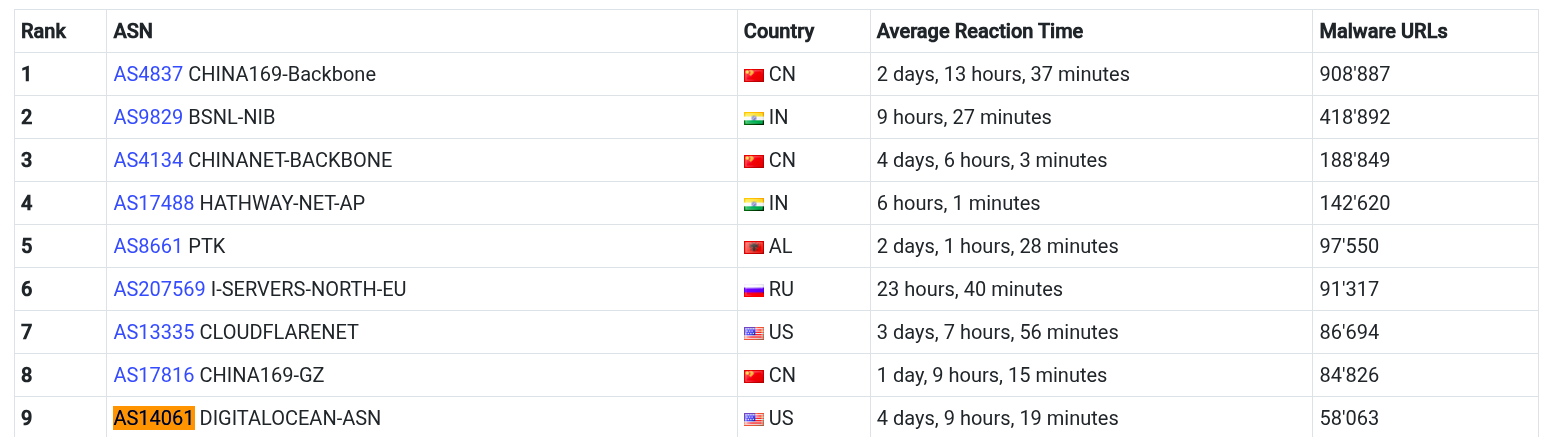 Rank ASN Country Average Reaction Time Malware URLs
1 AS4837 CHINA169-Backbone CN 2 days, 13 hours, 37 minutes 908'887
2 AS9829 BSNL-NIB IN 9 hours, 27 minutes 418'892
3 AS4134 CHINANET-BACKBONE CN 4 days, 6 hours, 3 minutes 188'849
4 AS17488 HATHWAY-NET-AP IN 6 hours, 1 minutes 142'620
5 AS8661 PTK AL 2 days, 1 hours, 28 minutes 97'550
6 AS207569 I-SERVERS-NORTH-EU RU 23 hours, 40 minutes 91'317
7 AS13335 CLOUDFLARENET US 3 days, 7 hours, 56 minutes 86'694
8 AS17816 CHINA169-GZ CN 1 day, 9 hours, 15 minutes 84'826
9 AS14061 DIGITALOCEAN-ASN US 4 days, 9 hours, 19 minutes 58'063